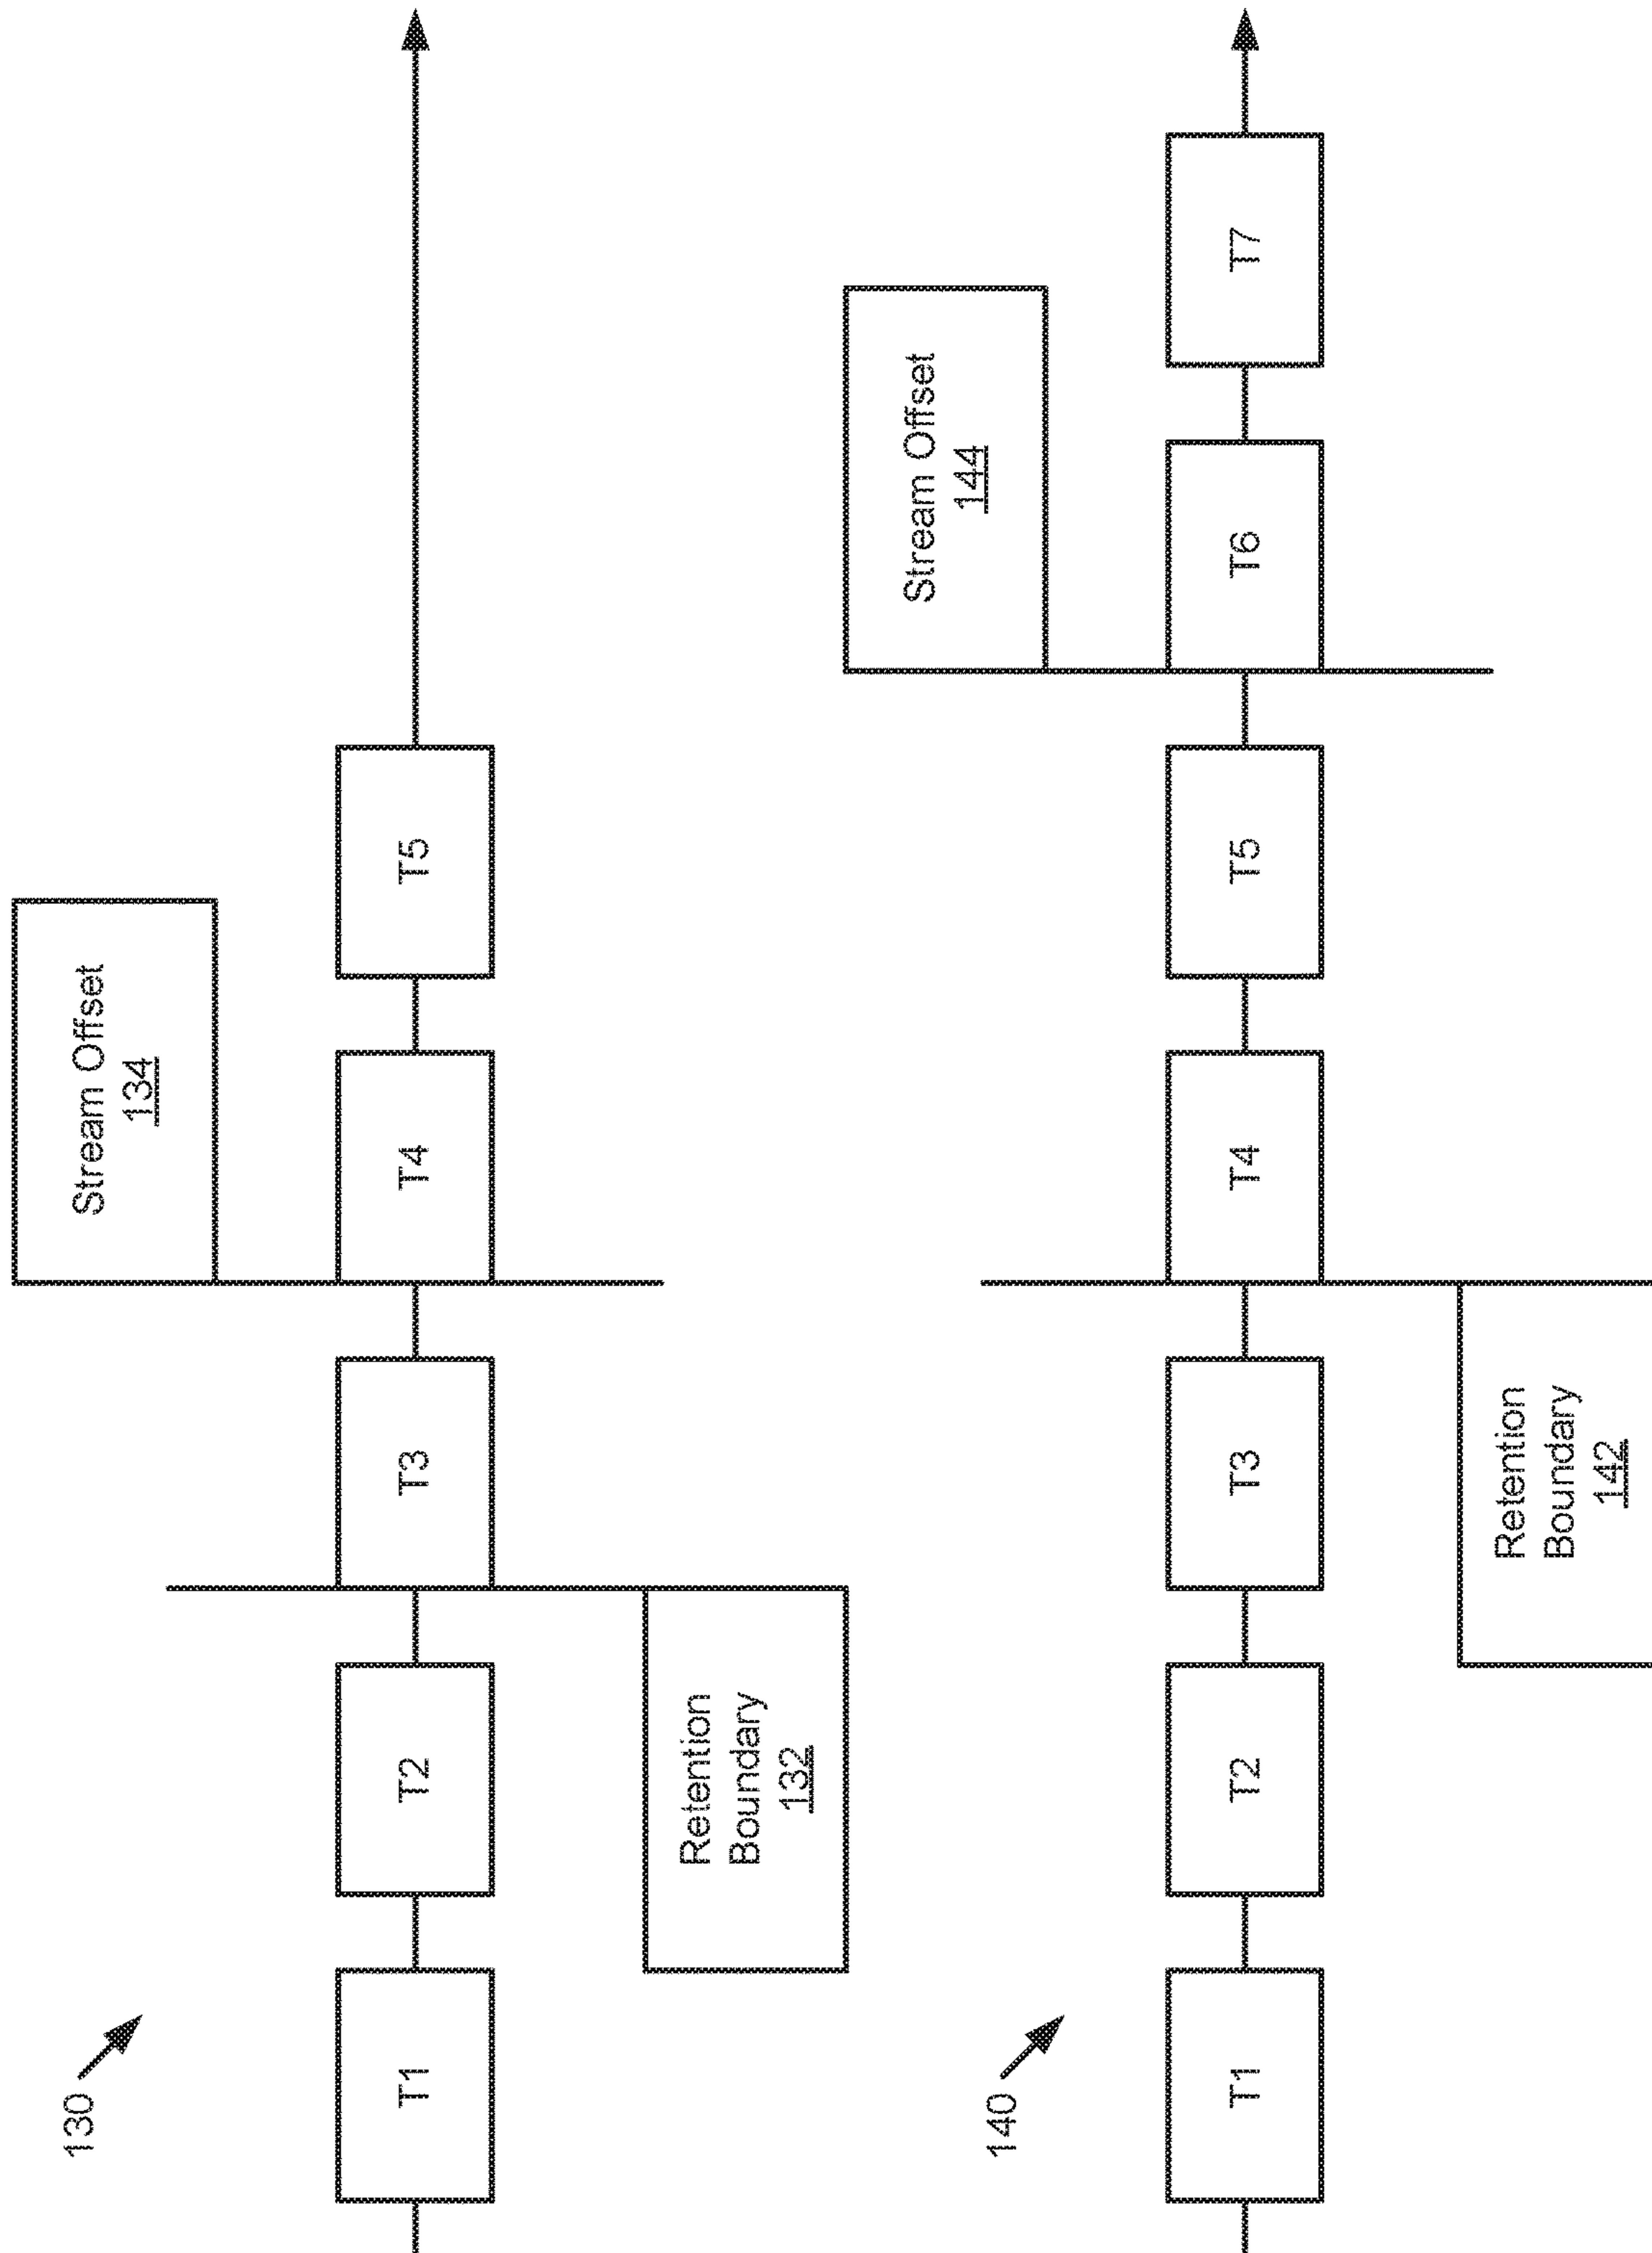 130
Stream Offset
134
T1
T2
T3
T4
T5
Retention
Boundary
132
140
Stream Offset
144
T1
T2
T3
T4
T5
T6
T7
Retention
Boundary
142